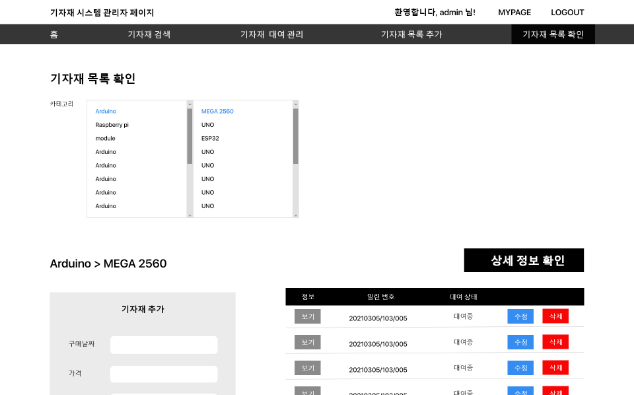 기자재 시스템 관리자 페이지 환영합니다, admin 님! MYPAGE LOGOUT
홈 기자재 검색 기자재 대여 관리 기자재 목록 추가 기자재 목록 확인
기자재 목록 확인
카테고리
Arduino MEGA 2560
Raspberry pi UNO
module ESP32
Arduino UNO
Arduino UNO
Arduino UNO
Arduino UNO
Arduino UNO
Arduino > MEGA 2560
상세 정보 확인
기자재 추가
구매날짜
가격
정보 일련 번호 대여 상태
보기 20210305/103/005 대여중 수정 삭제
보기 20210305/103/005 대여중 수정 삭제
보기 20210305/103/005 대여중 수정 삭제
보기 20210305/103/005 대여중 수정 삭제